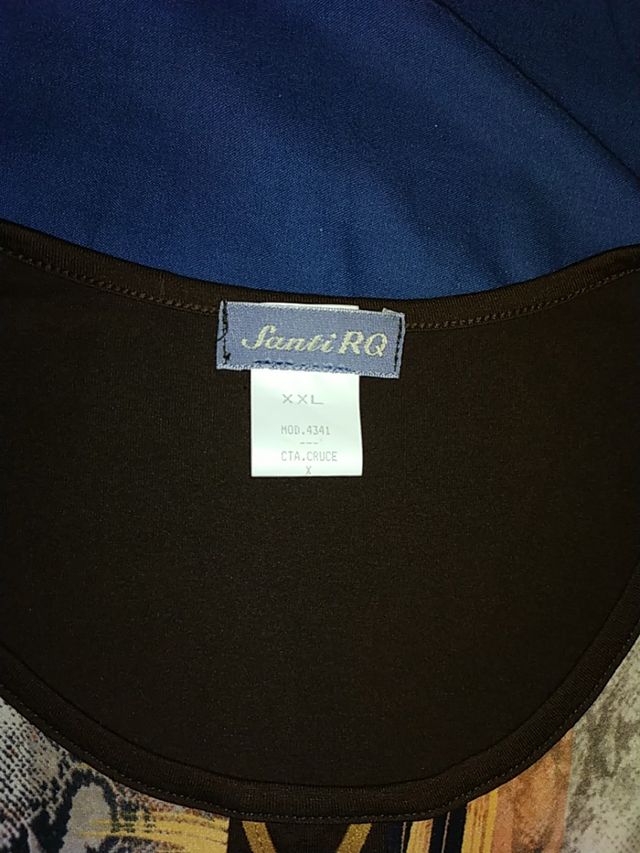 Santi RQ
XXL
MOD.4341
---
CTA.CRUCE
X